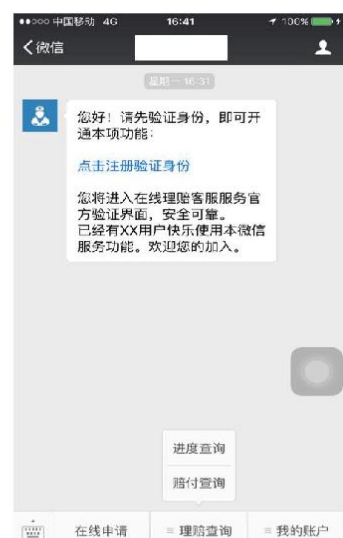 中国移动 4G 16:41 100%
微信
星期一 16:31
您好！请先验证身份，即可开
通本项功能：
点击注册验证身份
您将进入在线理赔客服服务官
方验证界面，安全可靠。
已经有XX用户快乐使用本微信
服务功能。欢迎您的加入。
进度查询
赔付查询
在线申请 理赔查询 我的账户